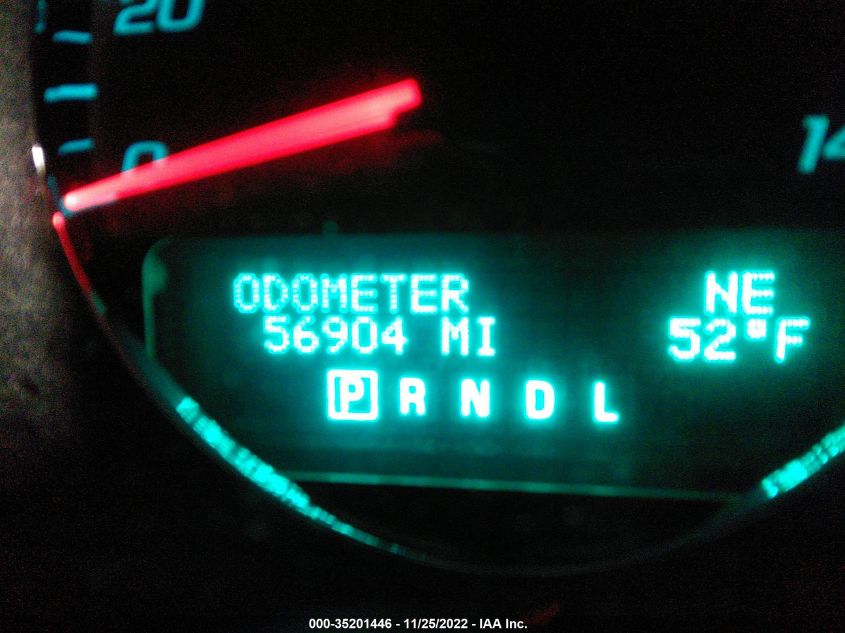 20
0
14
ODOMETER NE
56904 MI 52°F
P R N D L
000-35201446 - 11/25/2022 - IAA Inc.